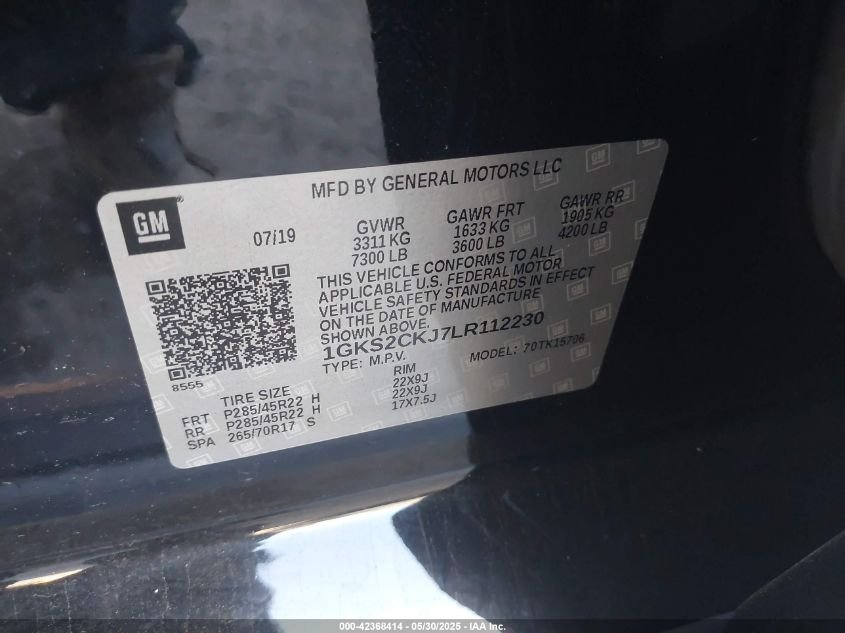 MFD BY GENERAL MOTORS LLC
GM
07/19
GVWR GAWR FRT GAWR RR
3311 KG 1633 KG 1905 KG
7300 LB 3600 LB 4200 LB
THIS VEHICLE CONFORMS TO ALL
APPLICABLE U.S. FEDERAL MOTOR
VEHICLE SAFETY STANDARDS IN EFFECT
ON THE DATE OF MANUFACTURE
SHOWN ABOVE.
1GKS2CKJ7LR112230
TYPE: M.P.V. MODEL: 70TK15706
8555
TIRE SIZE RIM
FRT P285/45R22 H 22X9J
RR P285/45R22 H 22X9J
SPA 265/70R17 S 17X7.5J
000-42368414 — 05/30/2025 — IAA Inc.